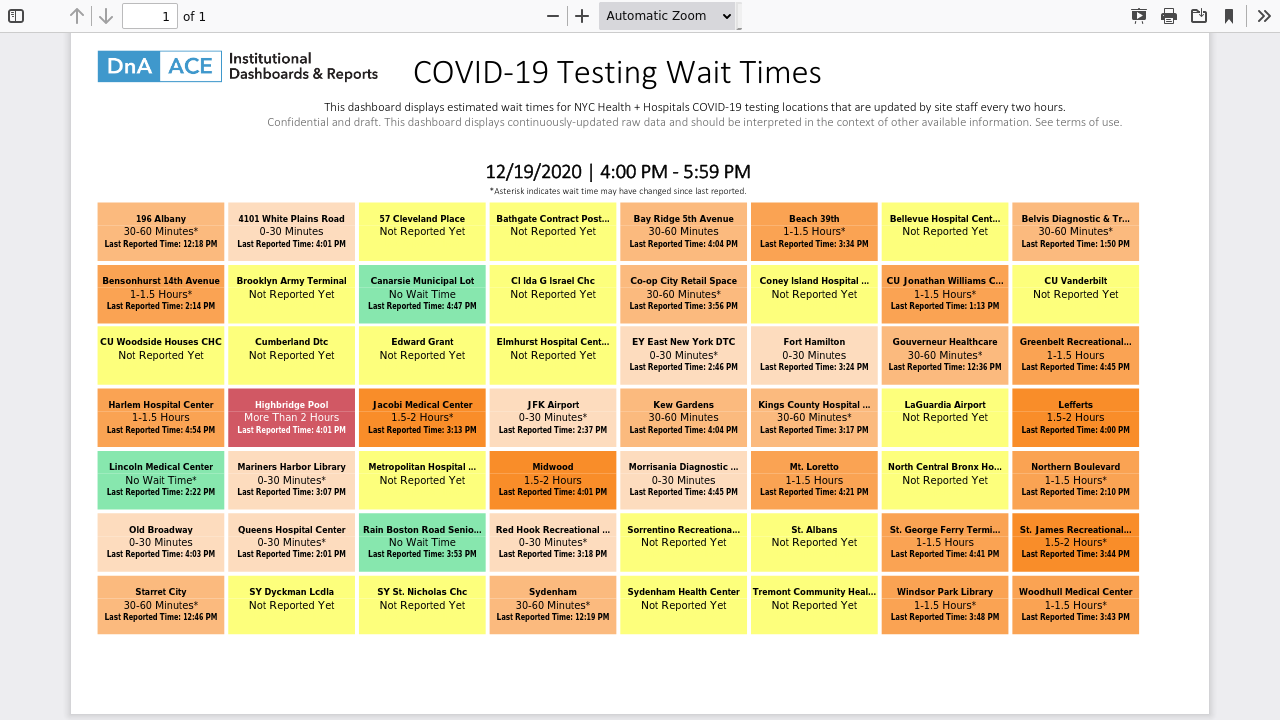 1 of 1
Automatic Zoom
DnA ACE Institutional
Dashboards & Reports
COVID-19 Testing Wait Times
This dashboard displays estimated wait times for NYC Health + Hospitals COVID-19 testing locations that are updated by site staff every two hours.
Confidential and draft. This dashboard displays continuously-updated raw data and should be interpreted in the context of other available information. See terms of use.
12/19/2020 | 4:00 PM - 5:59 PM
*Asterisk indicates wait time may have changed since last reported.
196 Albany
30-60 Minutes*
Last Reported Time: 12:18 PM
4101 White Plains Road
0-30 Minutes
Last Reported Time: 4:01 PM
57 Cleveland Place
Not Reported Yet
Bathgate Contract Post...
Not Reported Yet
Bay Ridge 5th Avenue
30-60 Minutes
Last Reported Time: 4:04 PM
Beach 39th
1-1.5 Hours*
Last Reported Time: 3:34 PM
Bellevue Hospital Cent...
Not Reported Yet
Belvis Diagnostic & Tr...
30-60 Minutes*
Last Reported Time: 1:50 PM
Bensonhurst 14th Avenue
1-1.5 Hours*
Last Reported Time: 2:14 PM
Brooklyn Army Terminal
Not Reported Yet
Canarsie Municipal Lot
No Wait Time
Last Reported Time: 4:47 PM
CI Ida G Israel Chc
Not Reported Yet
Co-op City Retail Space
30-60 Minutes*
Last Reported Time: 3:56 PM
Coney Island Hospital ...
Not Reported Yet
CU Jonathan Williams C...
1-1.5 Hours*
Last Reported Time: 1:13 PM
CU Vanderbilt
Not Reported Yet
CU Woodside Houses CHC
Not Reported Yet
Cumberland Dtc
Not Reported Yet
Edward Grant
Not Reported Yet
Elmhurst Hospital Cent...
Not Reported Yet
EY East New York DTC
0-30 Minutes*
Last Reported Time: 2:46 PM
Fort Hamilton
0-30 Minutes
Last Reported Time: 3:24 PM
Gouverneur Healthcare
30-60 Minutes*
Last Reported Time: 12:36 PM
Greenbelt Recreational...
1-1.5 Hours
Last Reported Time: 4:45 PM
Harlem Hospital Center
1-1.5 Hours
Last Reported Time: 4:54 PM
Highbridge Pool
More Than 2 Hours
Last Reported Time: 4:01 PM
Jacobi Medical Center
1.5-2 Hours*
Last Reported Time: 3:13 PM
JFK Airport
0-30 Minutes*
Last Reported Time: 2:37 PM
Kew Gardens
30-60 Minutes
Last Reported Time: 4:04 PM
Kings County Hospital ...
30-60 Minutes*
Last Reported Time: 3:17 PM
LaGuardia Airport
Not Reported Yet
Lefferts
1.5-2 Hours
Last Reported Time: 4:00 PM
Lincoln Medical Center
No Wait Time*
Last Reported Time: 2:22 PM
Mariners Harbor Library
0-30 Minutes*
Last Reported Time: 3:07 PM
Metropolitan Hospital ...
Not Reported Yet
Midwood
1.5-2 Hours
Last Reported Time: 4:01 PM
Morrisania Diagnostic ...
0-30 Minutes
Last Reported Time: 4:45 PM
Mt. Loretto
1-1.5 Hours
Last Reported Time: 4:21 PM
North Central Bronx Ho...
Not Reported Yet
Northern Boulevard
1-1.5 Hours*
Last Reported Time: 2:10 PM
Old Broadway
0-30 Minutes
Last Reported Time: 4:03 PM
Queens Hospital Center
0-30 Minutes*
Last Reported Time: 2:01 PM
Rain Boston Road Senio...
No Wait Time
Last Reported Time: 3:53 PM
Red Hook Recreational ...
0-30 Minutes*
Last Reported Time: 3:18 PM
Sorrentino Recreationa...
Not Reported Yet
St. Albans
Not Reported Yet
St. George Ferry Termi...
1-1.5 Hours
Last Reported Time: 4:41 PM
St. James Recreational...
1.5-2 Hours*
Last Reported Time: 3:44 PM
Starret City
30-60 Minutes*
Last Reported Time: 12:46 PM
SY Dyckman Lcdla
Not Reported Yet
SY St. Nicholas Chc
Not Reported Yet
Sydenham
30-60 Minutes*
Last Reported Time: 12:19 PM
Sydenham Health Center
Not Reported Yet
Tremont Community Heal...
Not Reported Yet
Windsor Park Library
1-1.5 Hours*
Last Reported Time: 3:48 PM
Woodhull Medical Center
1-1.5 Hours*
Last Reported Time: 3:43 PM